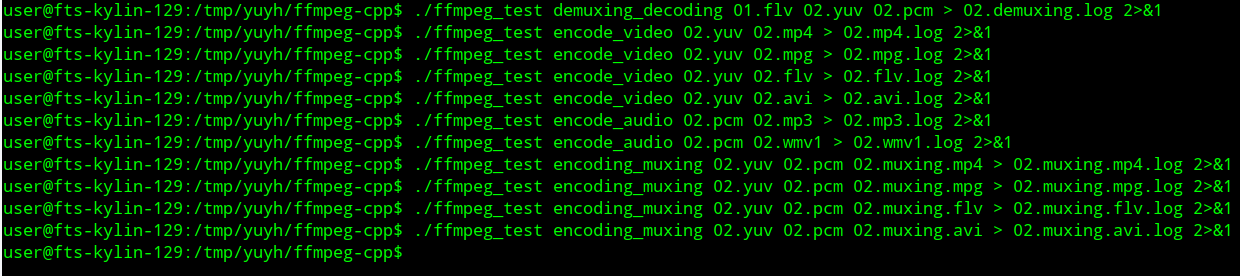 user@fts-kylin-129:/tmp/yuyh/ffmpeg-cpp$ ./ffmpeg_test demuxing_decoding 01.flv 02.yuv 02.pcm > 02.demuxing.log 2>&1
user@fts-kylin-129:/tmp/yuyh/ffmpeg-cpp$ ./ffmpeg_test encode_video 02.yuv 02.mp4 > 02.mp4.log 2>&1
user@fts-kylin-129:/tmp/yuyh/ffmpeg-cpp$ ./ffmpeg_test encode_video 02.yuv 02.mpg > 02.mpg.log 2>&1
user@fts-kylin-129:/tmp/yuyh/ffmpeg-cpp$ ./ffmpeg_test encode_video 02.yuv 02.flv > 02.flv.log 2>&1
user@fts-kylin-129:/tmp/yuyh/ffmpeg-cpp$ ./ffmpeg_test encode_video 02.yuv 02.avi > 02.avi.log 2>&1
user@fts-kylin-129:/tmp/yuyh/ffmpeg-cpp$ ./ffmpeg_test encode_audio 02.pcm 02.mp3 > 02.mp3.log 2>&1
user@fts-kylin-129:/tmp/yuyh/ffmpeg-cpp$ ./ffmpeg_test encode_audio 02.pcm 02.wmv1 > 02.wmv1.log 2>&1
user@fts-kylin-129:/tmp/yuyh/ffmpeg-cpp$ ./ffmpeg_test encoding_muxing 02.yuv 02.pcm 02.muxing.mp4 > 02.muxing.mp4.log 2>&1
user@fts-kylin-129:/tmp/yuyh/ffmpeg-cpp$ ./ffmpeg_test encoding_muxing 02.yuv 02.pcm 02.muxing.mpg > 02.muxing.mpg.log 2>&1
user@fts-kylin-129:/tmp/yuyh/ffmpeg-cpp$ ./ffmpeg_test encoding_muxing 02.yuv 02.pcm 02.muxing.flv > 02.muxing.flv.log 2>&1
user@fts-kylin-129:/tmp/yuyh/ffmpeg-cpp$ ./ffmpeg_test encoding_muxing 02.yuv 02.pcm 02.muxing.avi > 02.muxing.avi.log 2>&1
user@fts-kylin-129:/tmp/yuyh/ffmpeg-cpp$